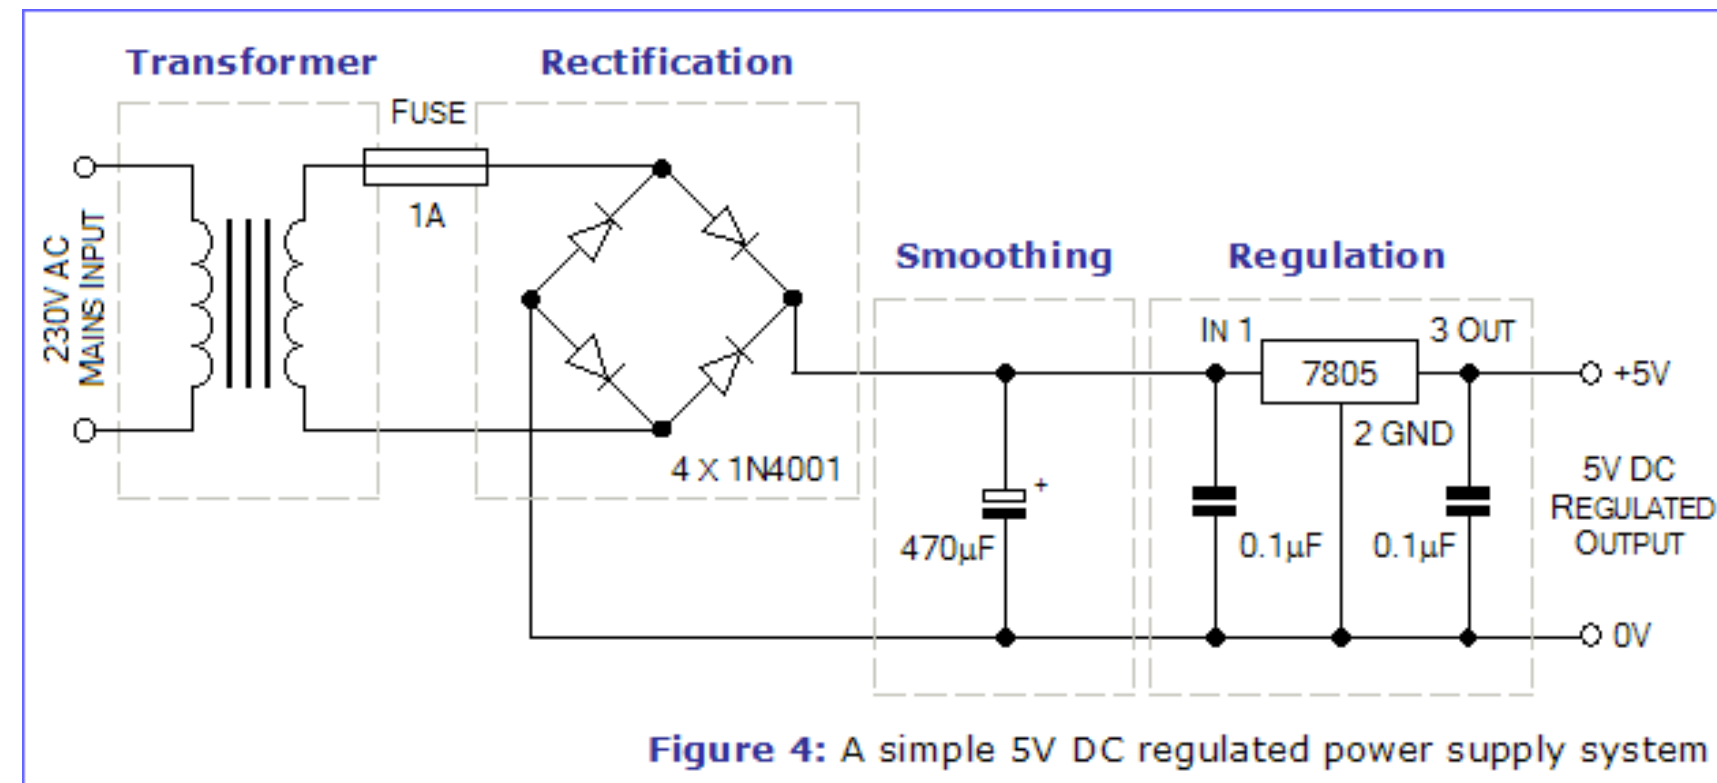 Transformer
Rectification
FUSE
1A
230V AC
MAINS INPUT
4 X 1N4001
Smoothing
Regulation
IN 1
3 OUT
7805
2 GND
+5V
+
470µF
0.1µF
0.1µF
5V DC
REGULATED
OUTPUT
0V
Figure 4: A simple 5V DC regulated power supply system